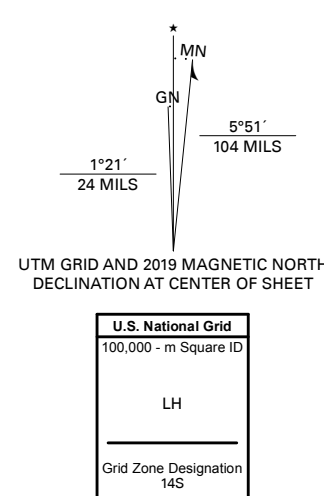 ★
MN
GN
5°51´
104 MILS
1°21´
24 MILS
UTM GRID AND 2019 MAGNETIC NORTH
DECLINATION AT CENTER OF SHEET
U.S. National Grid
100,000 - m Square ID
LH
Grid Zone Designation
14S